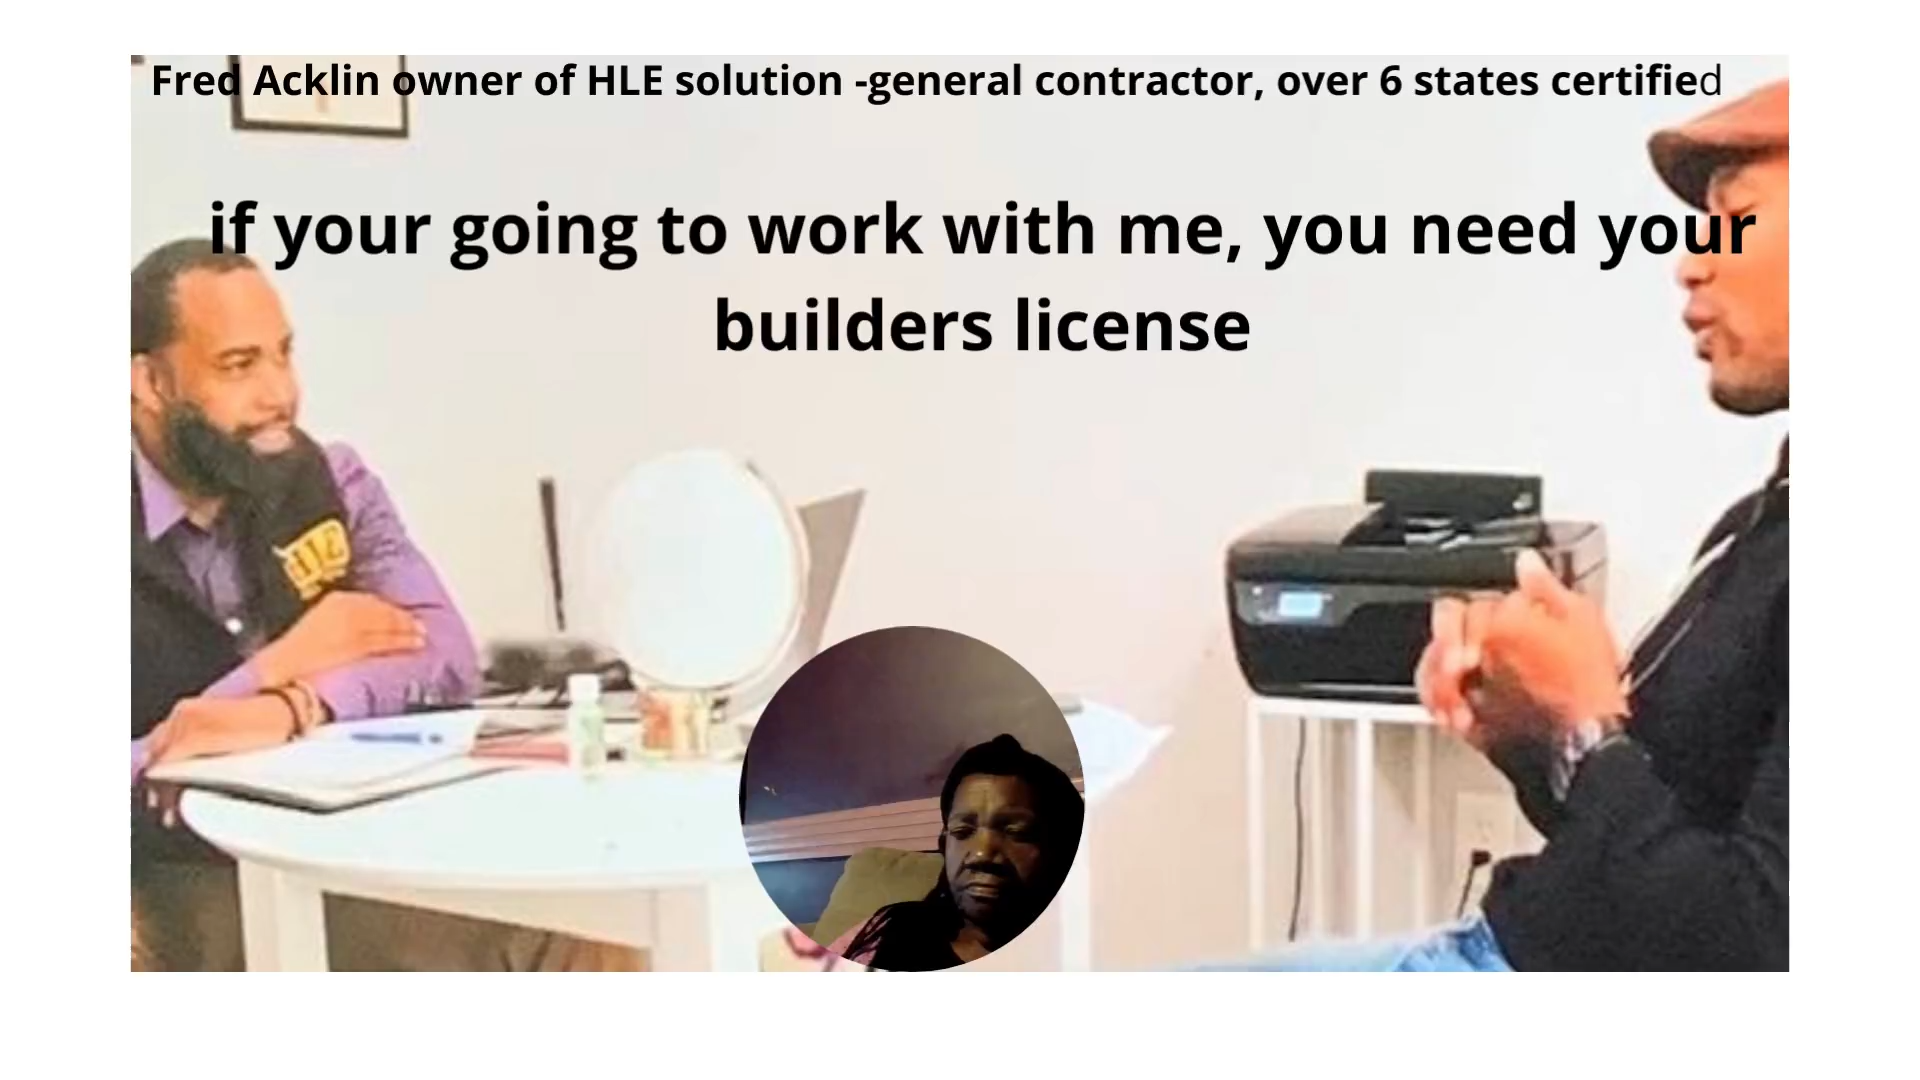 Fred Acklin owner of HLE solution -general contractor, over 6 states certified
if your going to work with me, you need your
builders license